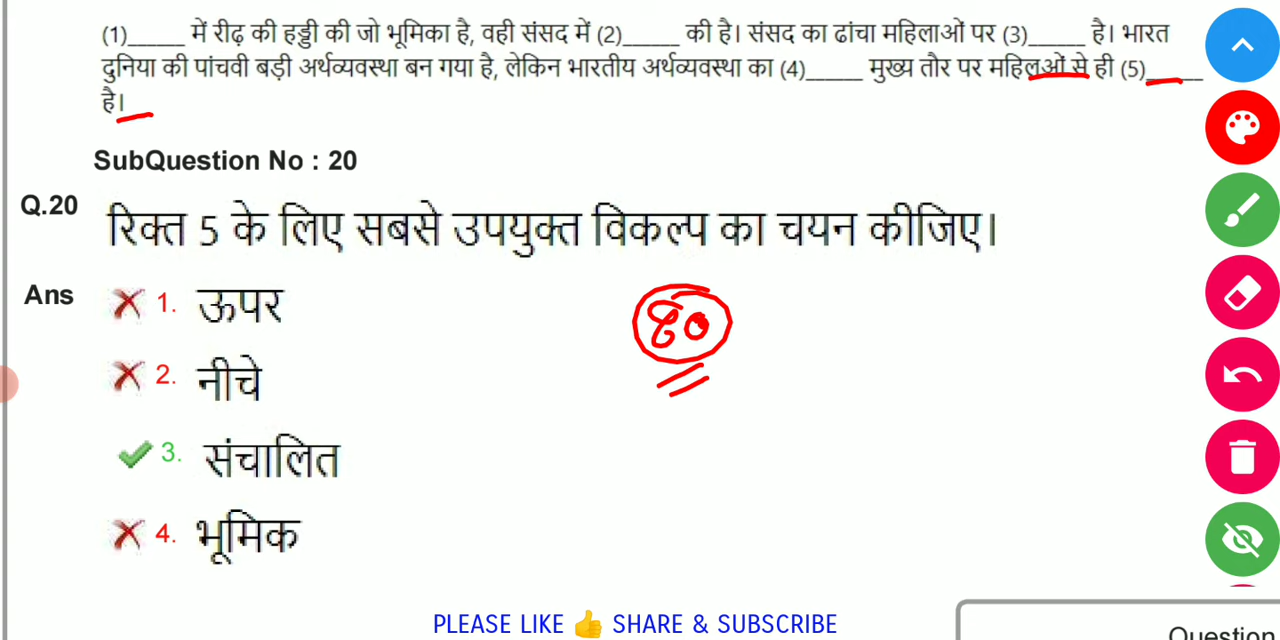 (1)_____ में रीढ़ की हड्डी की जो भूमिका है, वही संसद में (2)_____ की है। संसद का ढांचा महिलाओं पर (3)_____ है। भारत
दुनिया की पांचवी बड़ी अर्थव्यवस्था बन गया है, लेकिन भारतीय अर्थव्यवस्था का (4)_____ मुख्य तौर पर महिलओं से ही (5)_____
है।
SubQuestion No : 20
Q.20 रिक्त 5 के लिए सबसे उपयुक्त विकल्प का चयन कीजिए।
Ans 1. ऊपर
80
2. नीचे
3. संचालित
4. भूमिक
PLEASE LIKE 👍 SHARE & SUBSCRIBE
Question